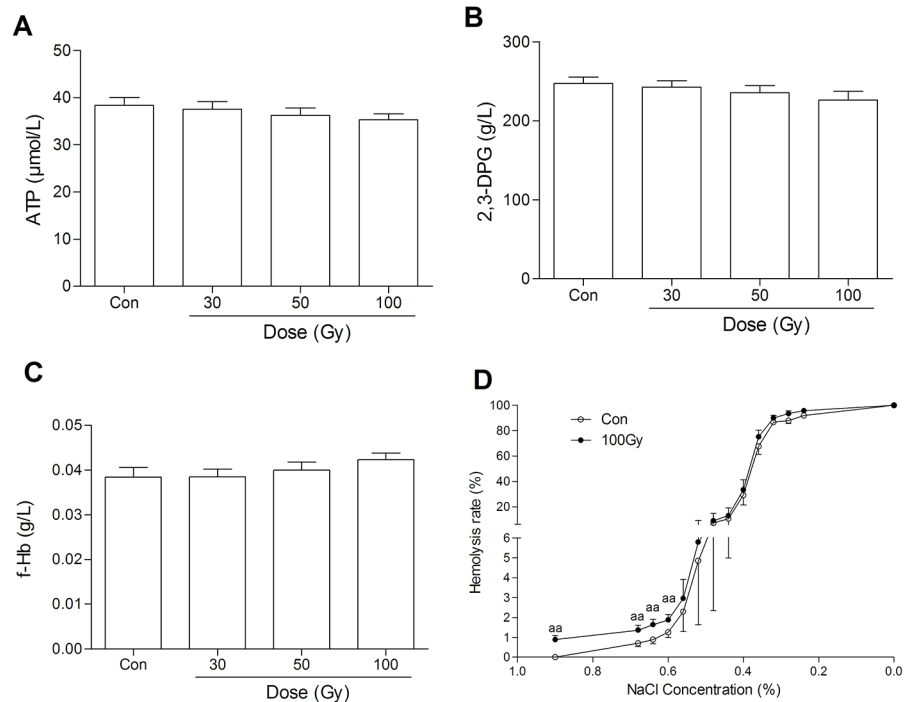 A
50
40
30
20
10
0
ATP (µmol/L)
Con
30
50
100
Dose (Gy)
B
300
200
100
0
2,3-DPG (g/L)
Con
30
50
100
Dose (Gy)
C
0.05
0.04
0.03
0.02
0.01
0.00
f-Hb (g/L)
Con
30
50
100
Dose (Gy)
D
Con
100Gy
100
80
60
40
20
6
5
4
3
2
1
0
Hemolysis rate (%)
aa
aa
aa
aa
1.0
0.8
0.6
0.4
0.2
0.0
NaCl Concentration (%)